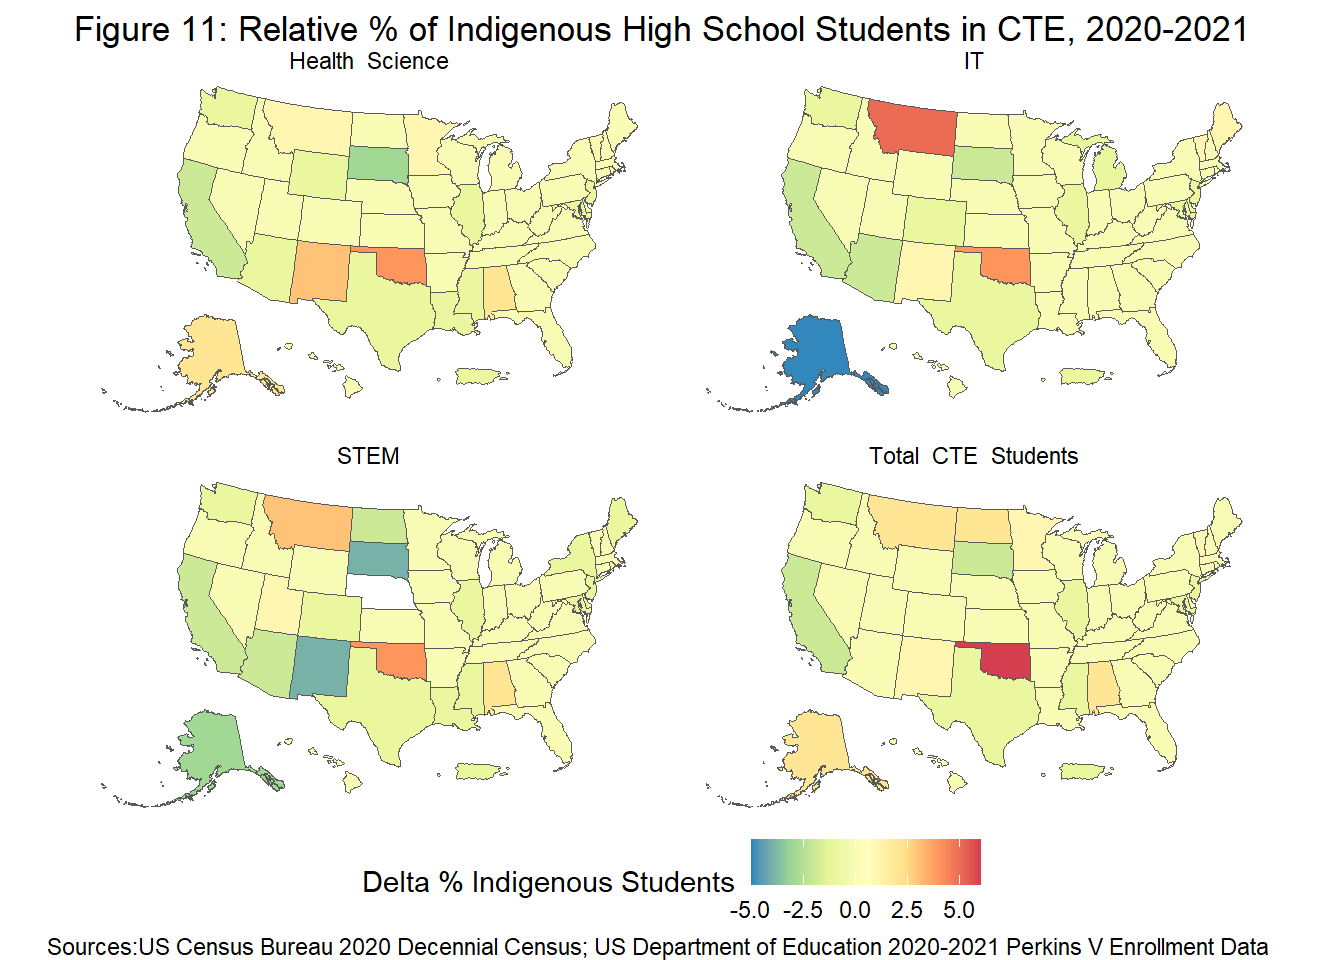 Figure 11: Relative % of Indigenous High School Students in CTE, 2020-2021
Health Science
IT
STEM
Total CTE Students
Delta % Indigenous Students
-5.0 -2.5 0.0 2.5 5.0
Sources:US Census Bureau 2020 Decennial Census; US Department of Education 2020-2021 Perkins V Enrollment Data